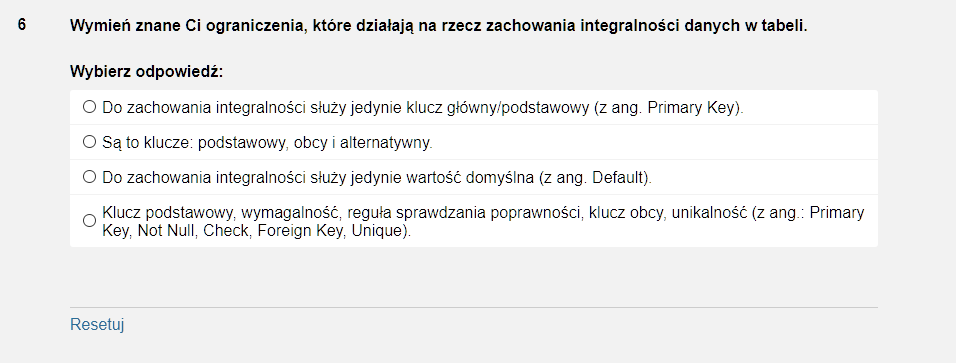 6 Wymień znane Ci ograniczenia, które działają na rzecz zachowania integralności danych w tabeli.
Wybierz odpowiedź:
Do zachowania integralności służy jedynie klucz główny/podstawowy (z ang. Primary Key).
Są to klucze: podstawowy, obcy i alternatywny.
Do zachowania integralności służy jedynie wartość domyślna (z ang. Default).
Klucz podstawowy, wymagalność, reguła sprawdzania poprawności, klucz obcy, unikalność (z ang.: Primary
Key, Not Null, Check, Foreign Key, Unique).
Resetuj